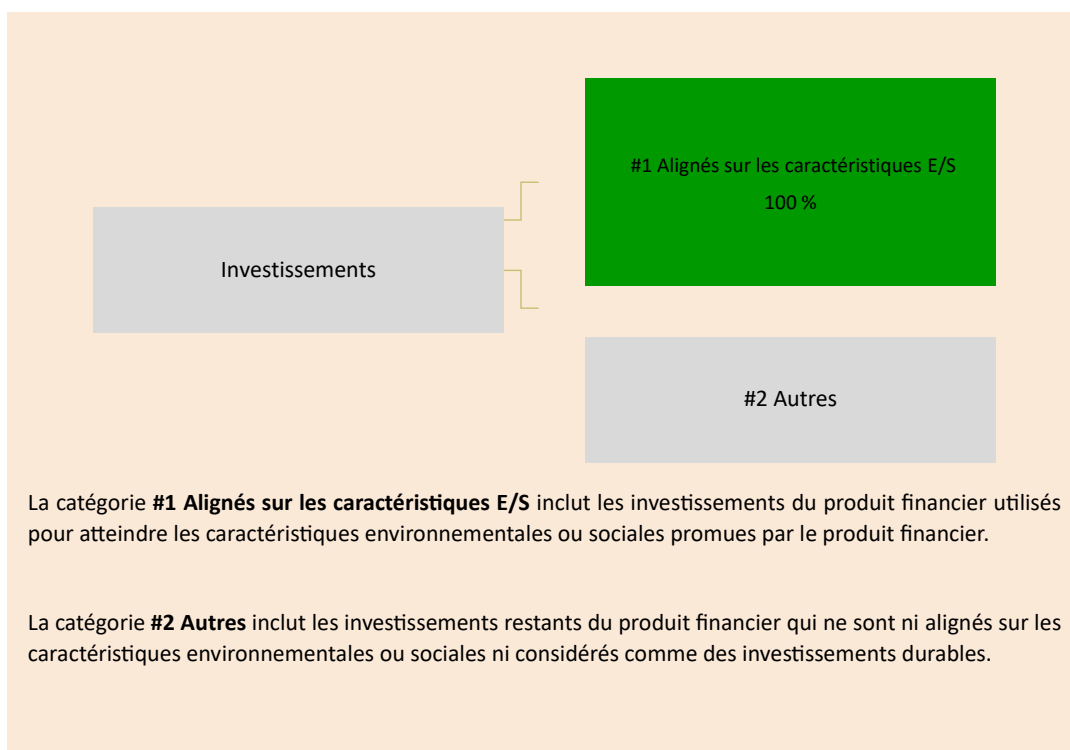 #1 Alignés sur les caractéristiques E/S
100 %
Investissements
#2 Autres
La catégorie #1 Alignés sur les caractéristiques E/S inclut les investissements du produit financier utilisés
pour atteindre les caractéristiques environnementales ou sociales promues par le produit financier.
La catégorie #2 Autres inclut les investissements restants du produit financier qui ne sont ni alignés sur les
caractéristiques environnementales ou sociales ni considérés comme des investissements durables.